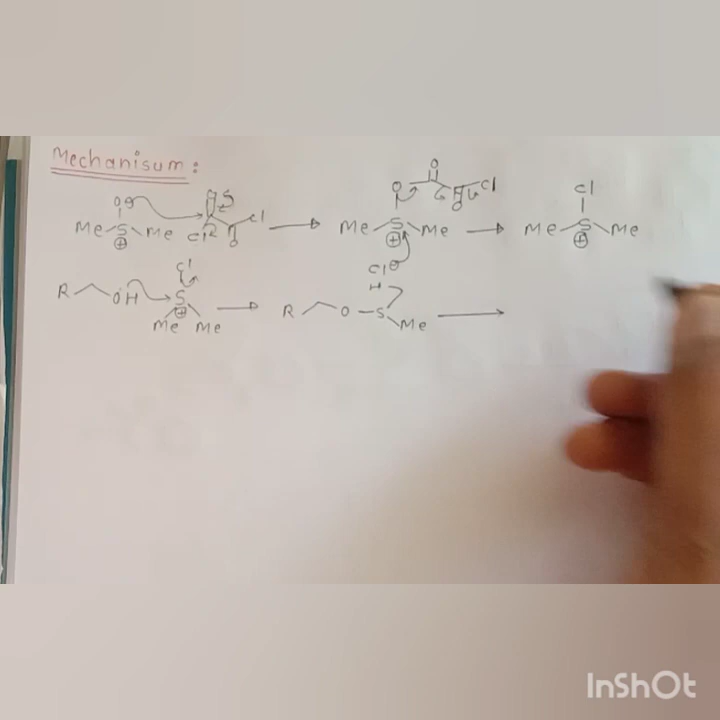 Mechanisum :
O⊖ O Cl O O Cl Cl
Me S Me Cl O Me S Me Me S Me
⊕ ⊕ ⊕
Cl Cl⊖
R OH S H
⊕ R O S
Me Me Me
InShOt